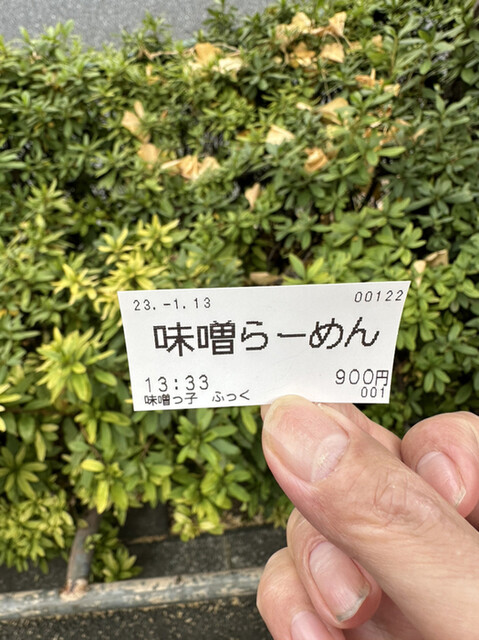 23.-1.13 00122
味噌らーめん
13:33 900円
味噌っ子 ふっく 001